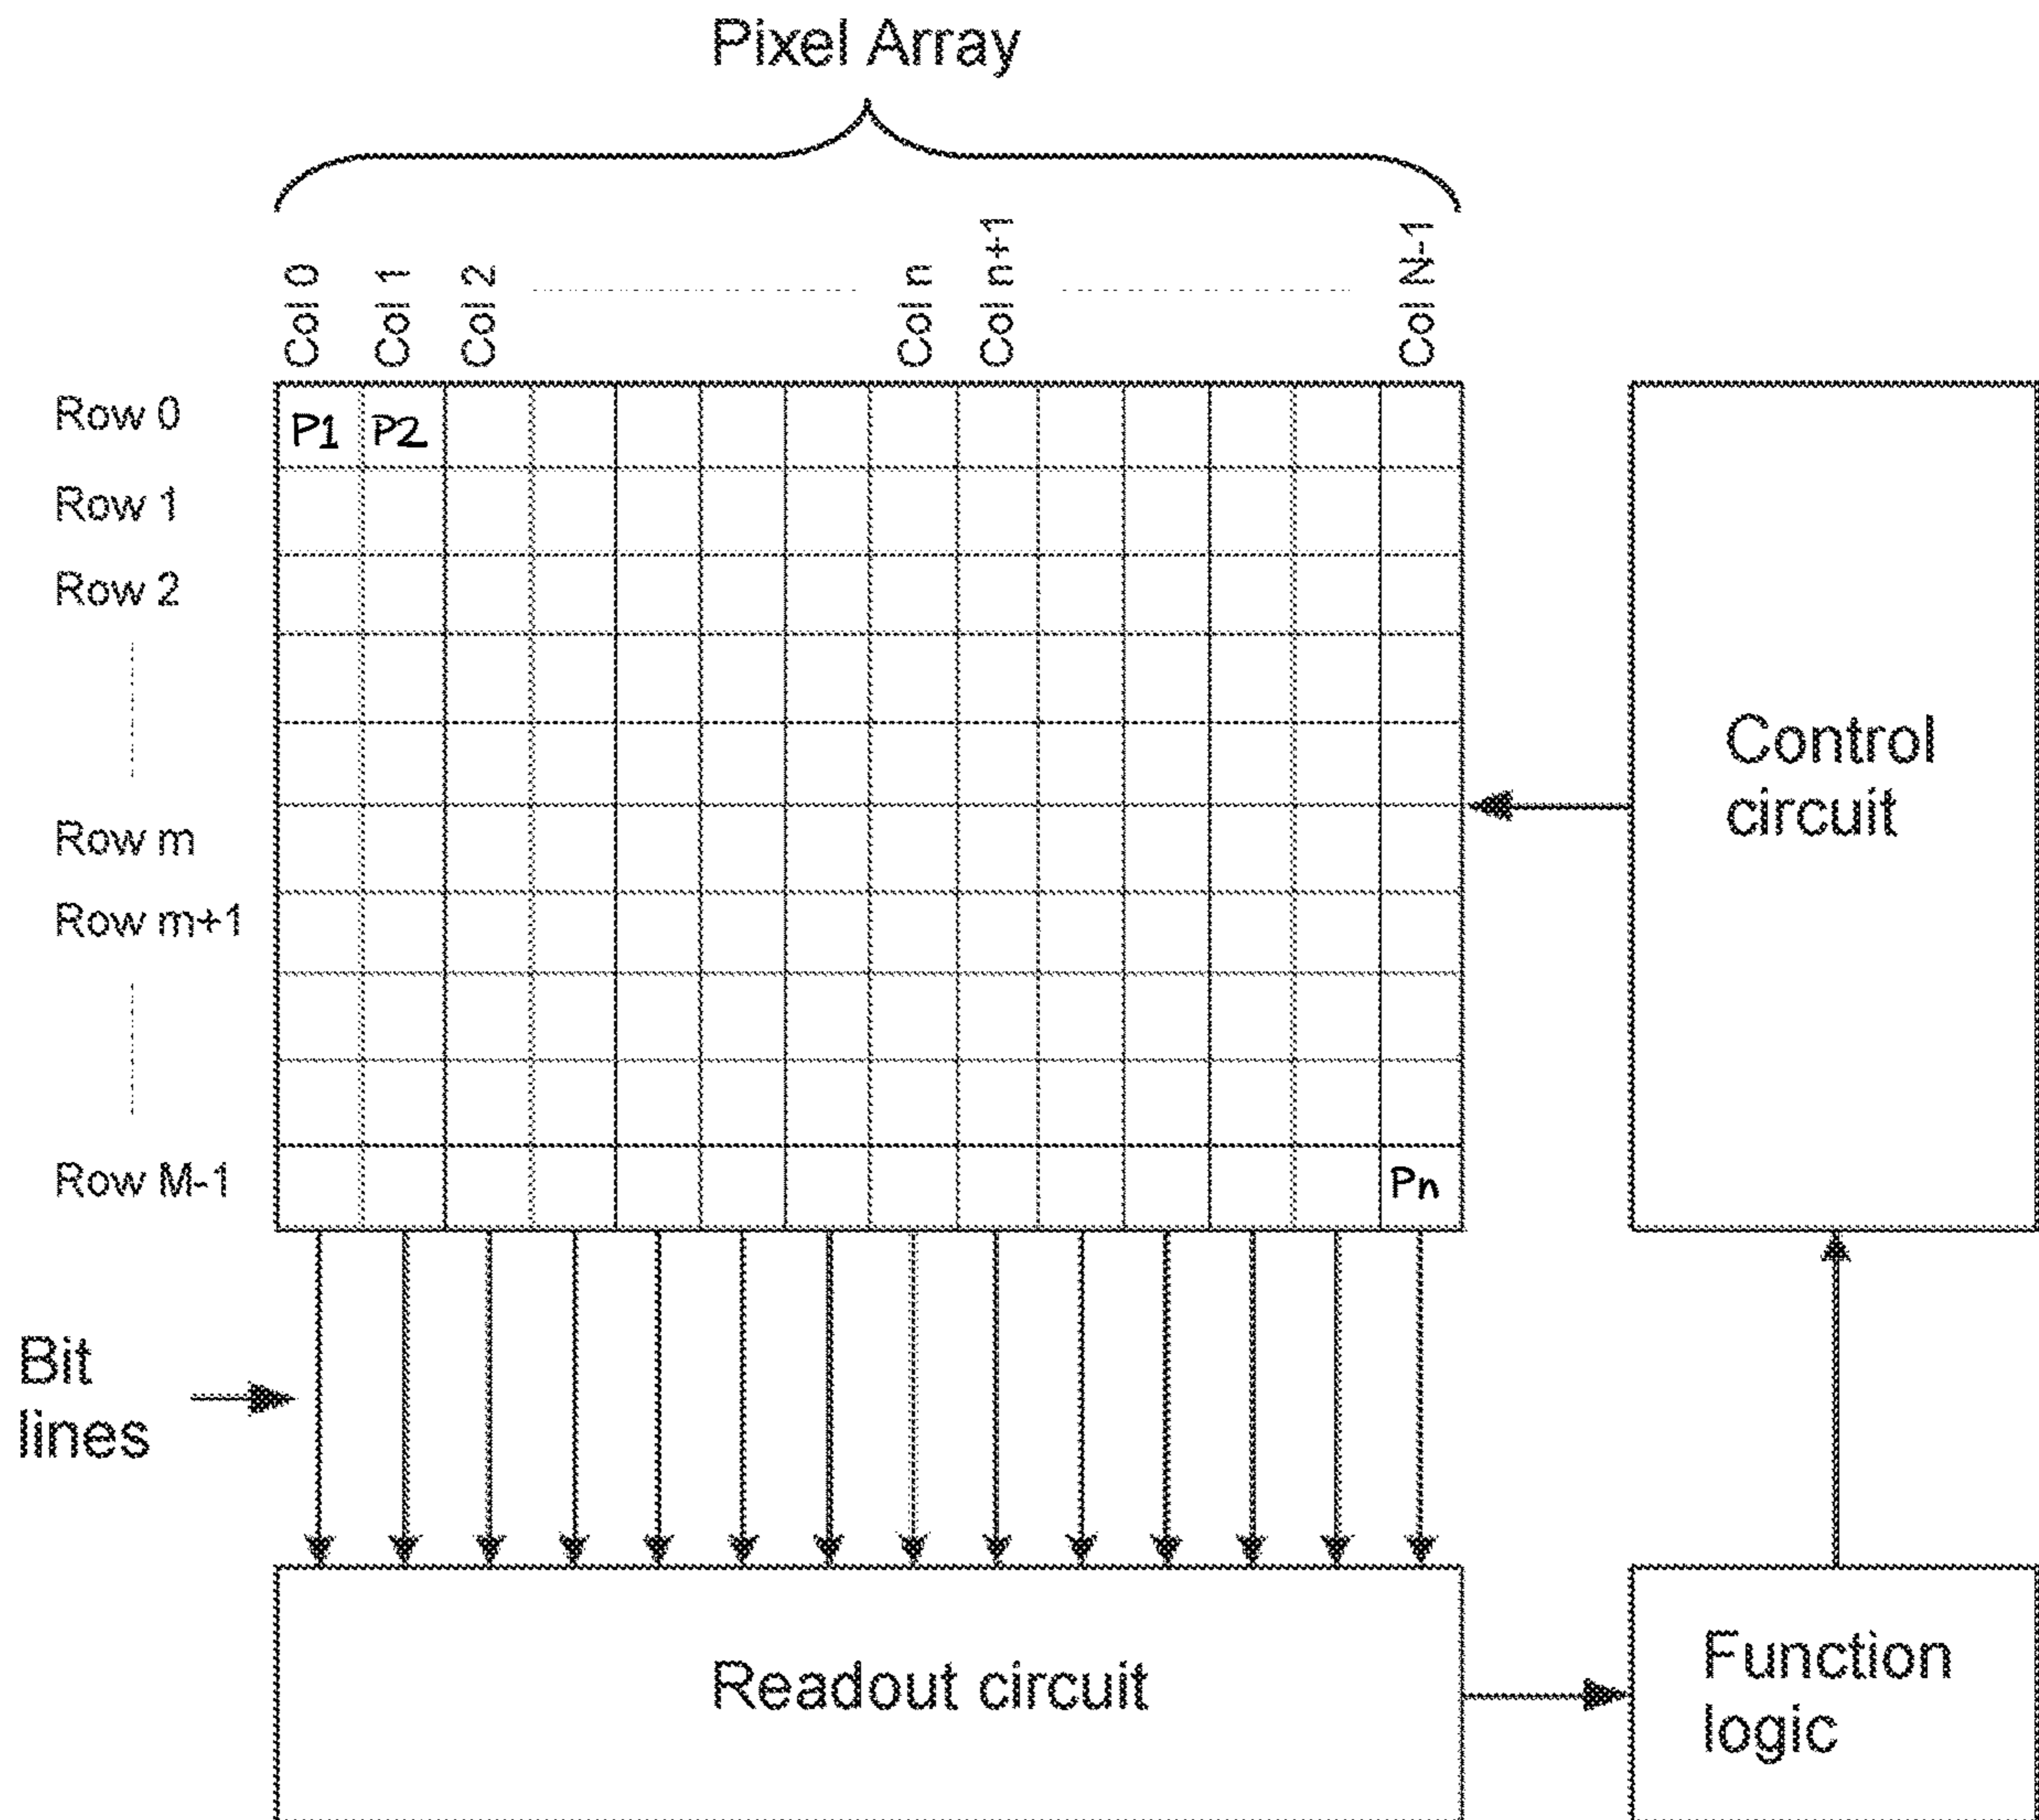 Pixel Array
Col 0
Col 1
Col 2
Col n
Col n+1
Col N-1
Row 0
P1 P2
Row 1
Row 2
Row m
Row m+1
Row M-1
Pn
Control
circuit
Bit
lines
Readout circuit
Function
logic